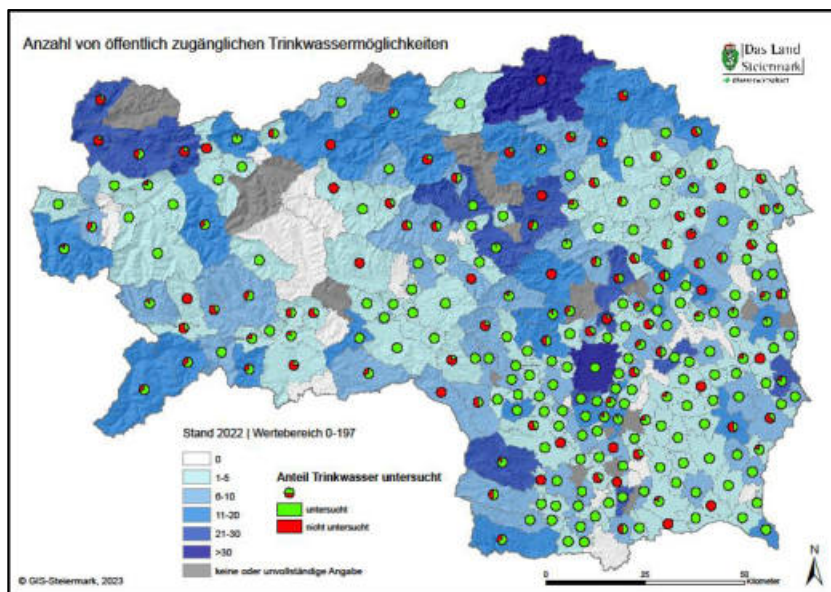 Anzahl von öffentlich zugänglichen Trinkwassermöglichkeiten
Das Land
Steiermark
Stand 2022 | Wertebereich 0-197
0
1-5
6-10
11-20
21-30
>30
keine oder unvollständige Angabe
Anteil Trinkwasser untersucht
untersucht
nicht untersucht
© GIS-Steiermark, 2023
0 25 50
Kilometer
N